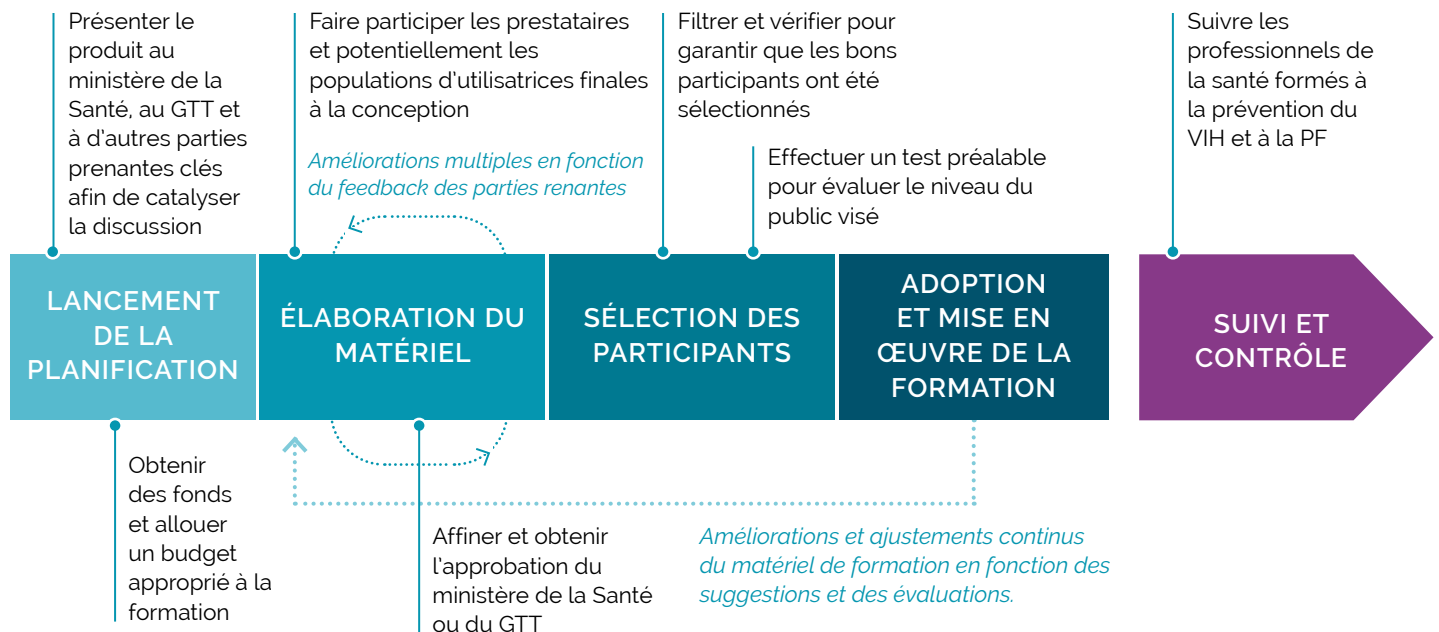 Présenter le
produit au
ministère de la
Santé, au GTT et
à d'autres parties
prenantes clés
afin de catalyser
la discussion
Faire participer les prestataires
et potentiellement les
populations d'utilisatrices finales
à la conception
Améliorations multiples en fonction
du feedback des parties renantes
Filtrer et vérifier pour
garantir que les bons
participants ont été
sélectionnés
Effectuer un test préalable
pour évaluer le niveau du
public visé
Suivre les
professionnels de
la santé formés à
la prévention du
VIH et à la PF
LANCEMENT
DE LA
PLANIFICATION
ÉLABORATION DU
MATÉRIEL
SÉLECTION DES
PARTICIPANTS
ADOPTION
ET MISE EN
ŒUVRE DE LA
FORMATION
SUIVI ET
CONTRÔLE
Obtenir
des fonds
et allouer
un budget
approprié à la
formation
Affiner et obtenir
l'approbation du
ministère de la Santé
ou du GTT
Améliorations et ajustements continus
du matériel de formation en fonction des
suggestions et des évaluations.